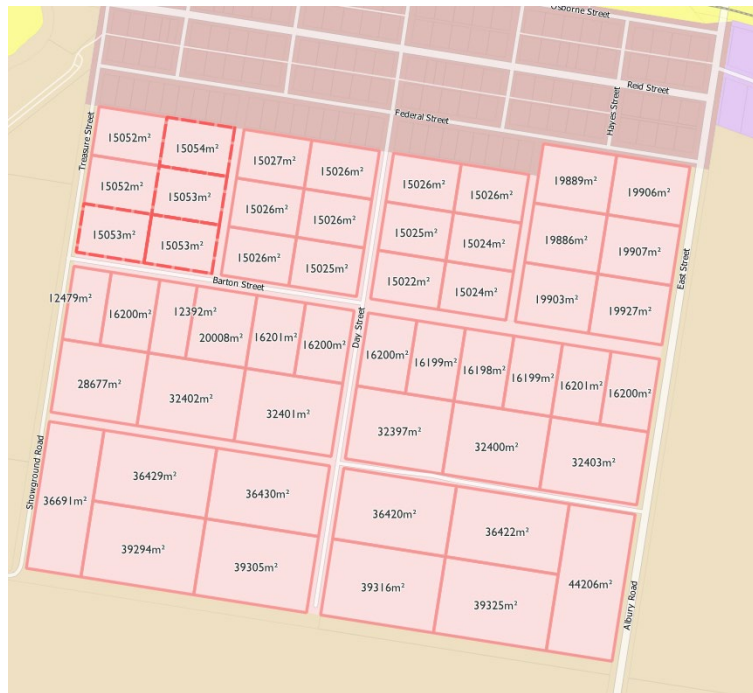 Osborne Street
Reid Street
Hayes Street
Federal Street
Treasure Street
15052m²
15054m²
15027m²
15026m²
15026m²
15026m²
19889m²
19906m²
15052m²
15053m²
15026m²
15026m²
15025m²
15024m²
19886m²
19907m²
15053m²
15053m²
15026m²
15025m²
15022m²
15024m²
19903m²
19927m²
East Street
Barton Street
Day Street
12479m²
16200m²
12392m²
20008m²
16201m²
16200m²
16200m²
16199m²
16198m²
16199m²
16201m²
16200m²
28677m²
32402m²
32401m²
32397m²
32400m²
32403m²
Showground Road
36691m²
36429m²
36430m²
36420m²
36422m²
39294m²
39305m²
39316m²
39325m²
44206m²
Albury Road